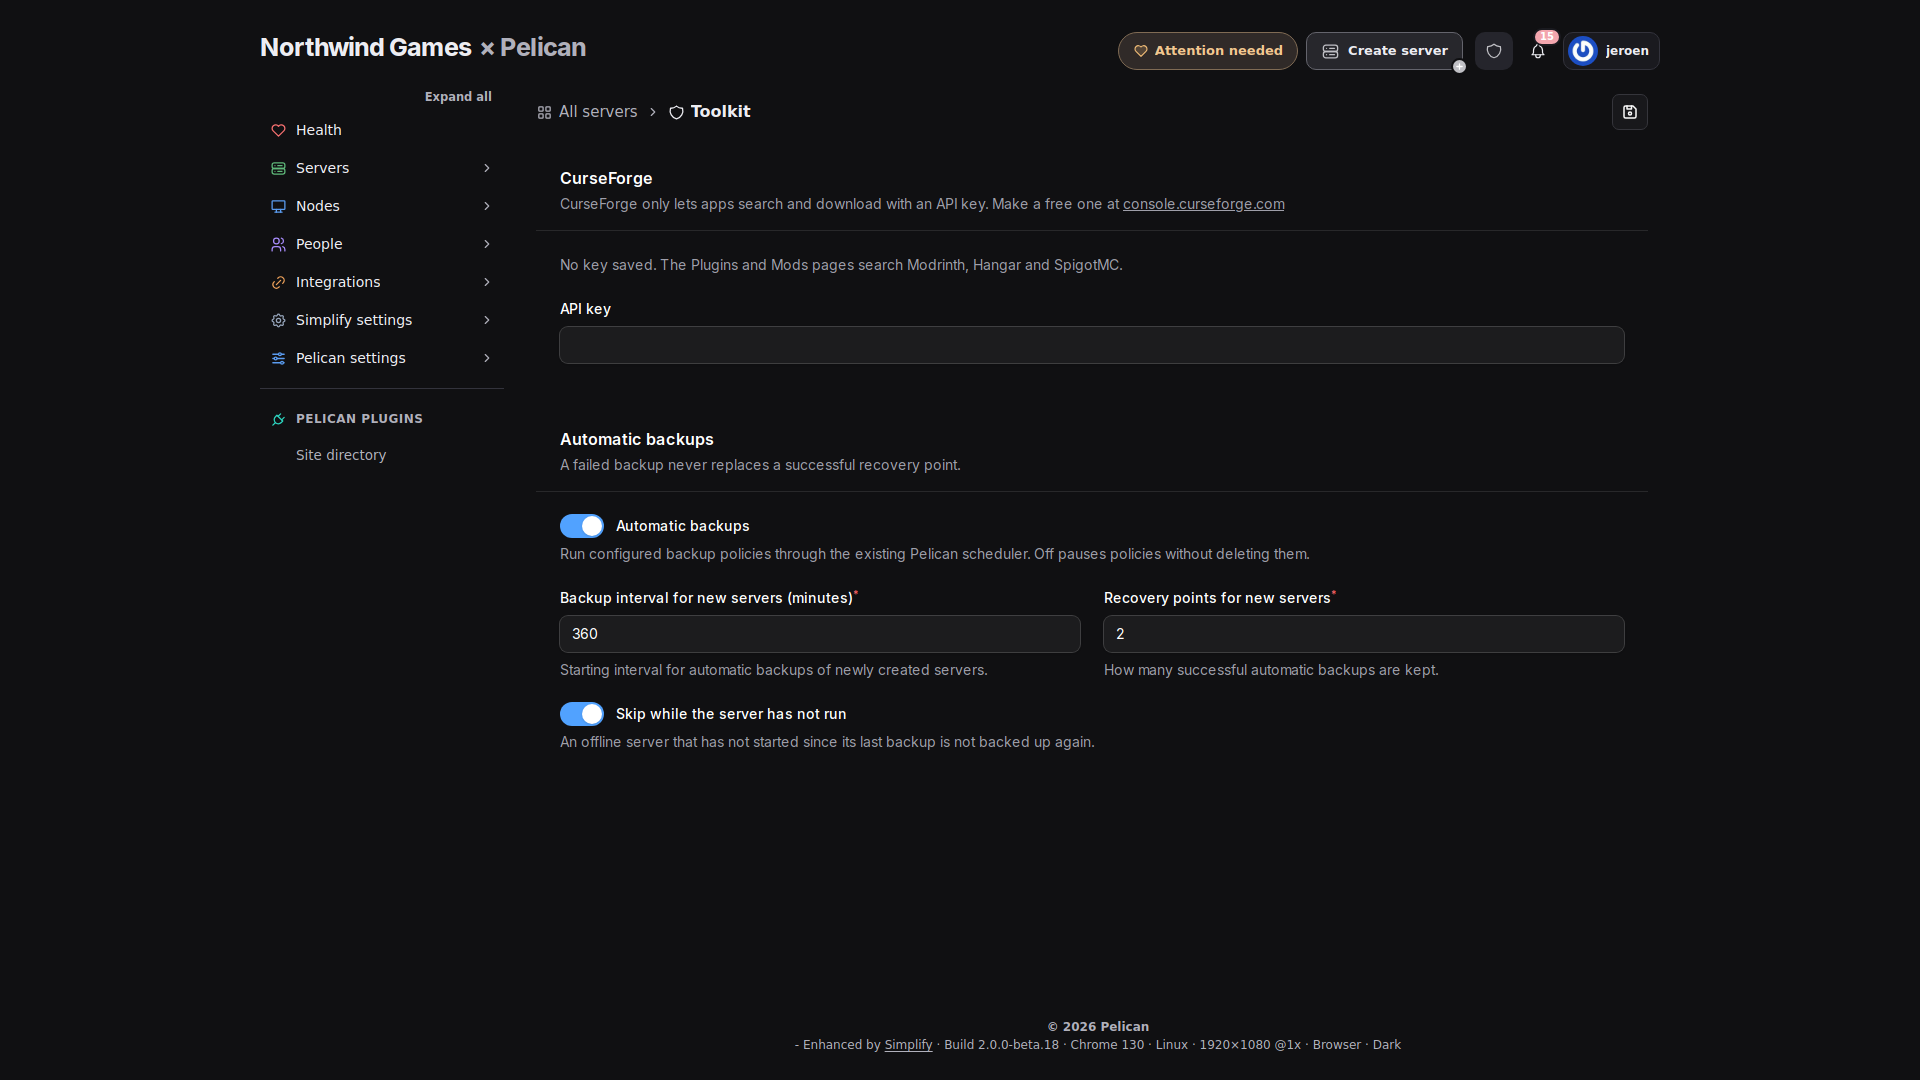 Northwind Games × Pelican
Attention needed
Create server
15
jeroen
Expand all
Health
Servers
Nodes
People
Integrations
Simplify settings
Pelican settings
PELICAN PLUGINS
Site directory
All servers > Toolkit
CurseForge
CurseForge only lets apps search and download with an API key. Make a free one at console.curseforge.com
No key saved. The Plugins and Mods pages search Modrinth, Hangar and SpigotMC.
API key
Automatic backups
A failed backup never replaces a successful recovery point.
Automatic backups
Run configured backup policies through the existing Pelican scheduler. Off pauses policies without deleting them.
Backup interval for new servers (minutes)*
360
Starting interval for automatic backups of newly created servers.
Recovery points for new servers*
2
How many successful automatic backups are kept.
Skip while the server has not run
An offline server that has not started since its last backup is not backed up again.
© 2026 Pelican
- Enhanced by Simplify · Build 2.0.0-beta.18 · Chrome 130 · Linux · 1920×1080 @1x · Browser · Dark